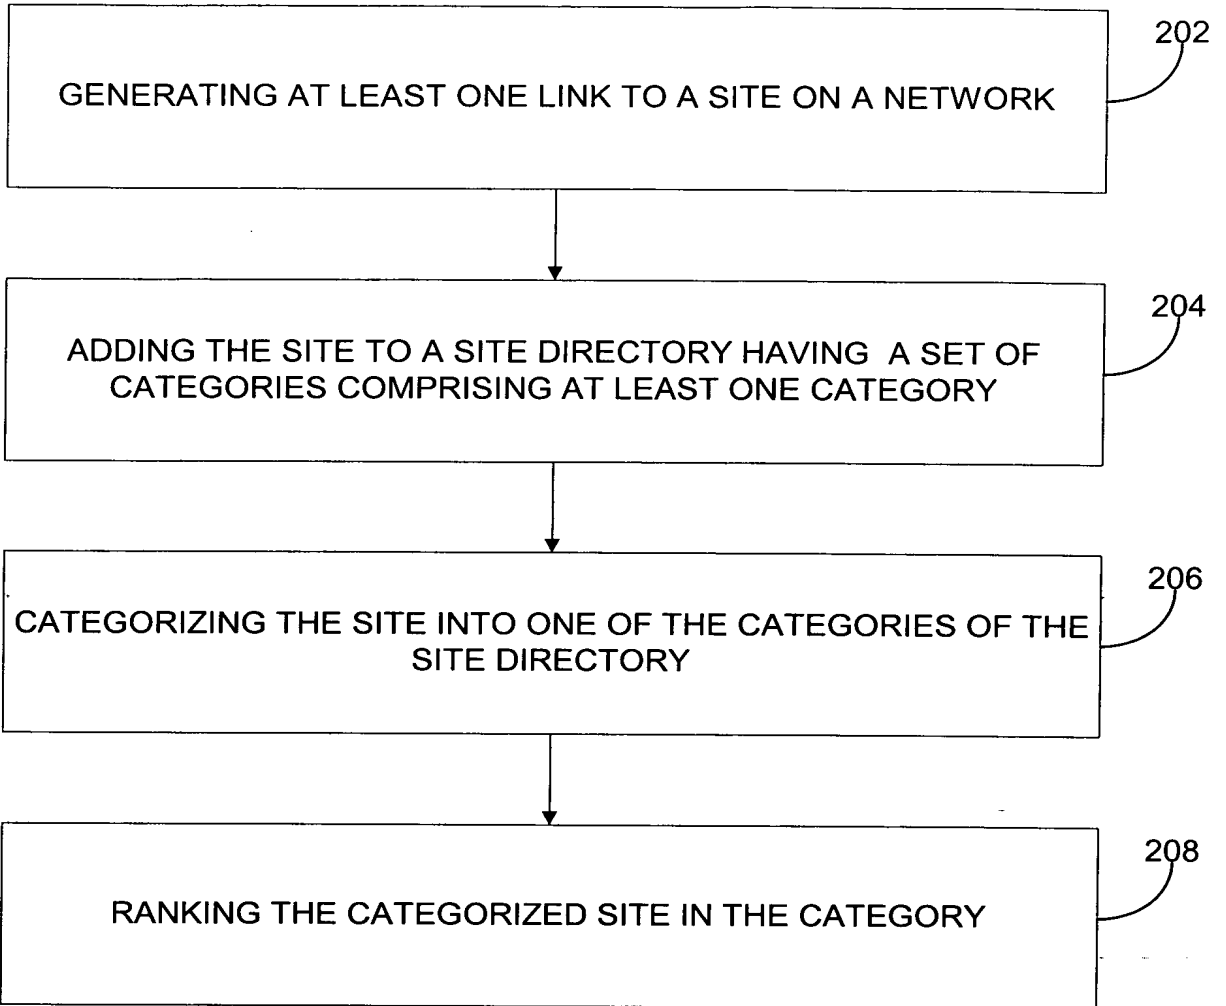 202
GENERATING AT LEAST ONE LINK TO A SITE ON A NETWORK
204
ADDING THE SITE TO A SITE DIRECTORY HAVING A SET OF
CATEGORIES COMPRISING AT LEAST ONE CATEGORY
206
CATEGORIZING THE SITE INTO ONE OF THE CATEGORIES OF THE
SITE DIRECTORY
208
RANKING THE CATEGORIZED SITE IN THE CATEGORY